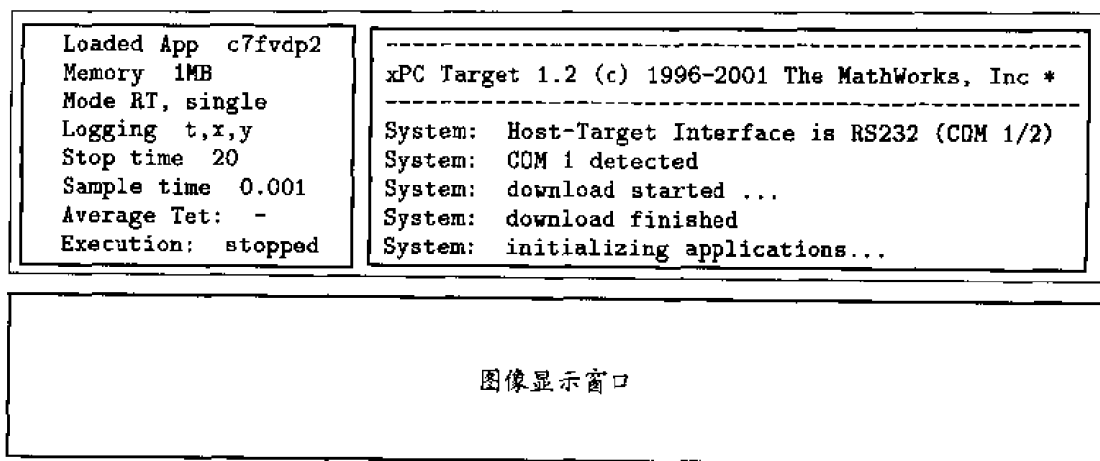 Loaded App c7fvdp2
Memory 1MB
Mode RT, single
Logging t,x,y
Stop time 20
Sample time 0.001
Average Tet: -
Execution: stopped
--------------------------------------------------
xPC Target 1.2 (c) 1996-2001 The MathWorks, Inc *
--------------------------------------------------
System: Host-Target Interface is RS232 (COM 1/2)
System: COM 1 detected
System: download started ...
System: download finished
System: initializing applications...
图像显示窗口